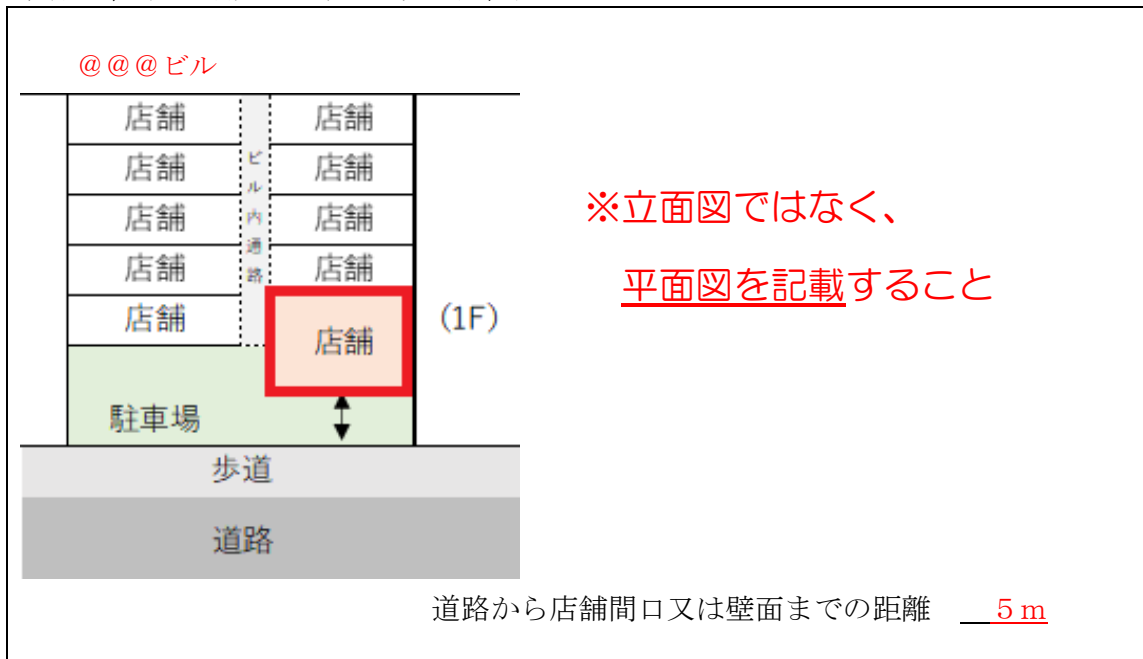 @@@ビル
店舗 店舗
店舗 店舗
店舗 店舗
店舗 店舗
店舗 店舗
ビル内通路
(1F)
駐車場
歩道
道路
※立面図ではなく、
平面図を記載すること
道路から店舗間口又は壁面までの距離 5m